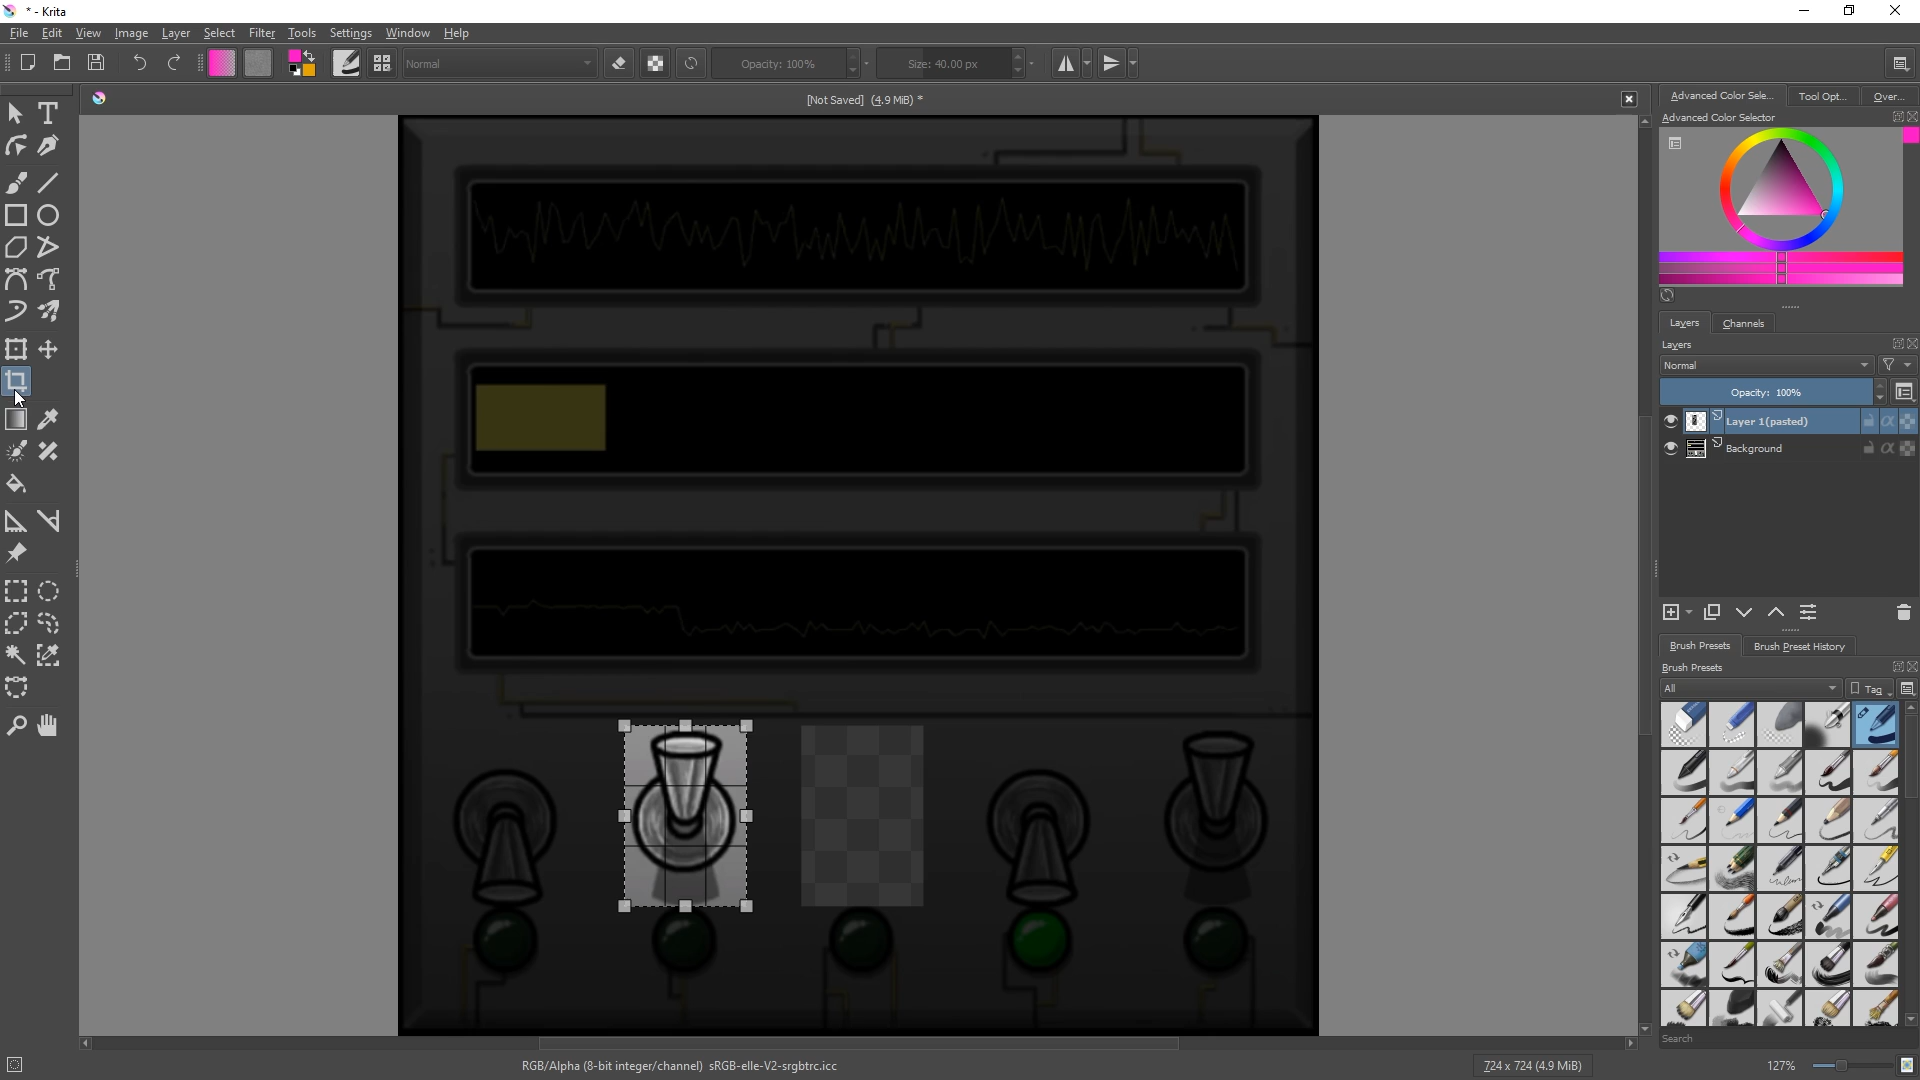 * - Krita
File Edit View Image Layer Select Filter Tools Settings Window Help
Normal Opacity: 100% Size: 40.00 px
[Not Saved] (4.9 MiB) *
Advanced Color Sele... Tool Opt... Over...
Advanced Color Selector
Layers Channels
Layers
Normal
Opacity: 100%
Layer 1(pasted)
Background
Brush Presets Brush Preset History
Brush Presets
All Tag
Search
RGB/Alpha (8-bit integer/channel) sRGB-elle-V2-srgbtrc.icc 724 x 724 (4.9 MiB) 127%